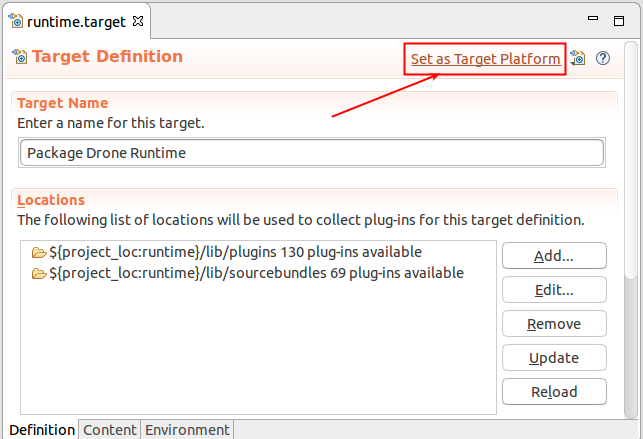 runtime.target
Target Definition
Set as Target Platform
Target Name
Enter a name for this target.
Package Drone Runtime
Locations
The following list of locations will be used to collect plug-ins for this target definition.
${project_loc:runtime}/lib/plugins 130 plug-ins available
${project_loc:runtime}/lib/sourcebundles 69 plug-ins available
Add...
Edit...
Remove
Update
Reload
Definition Content Environment